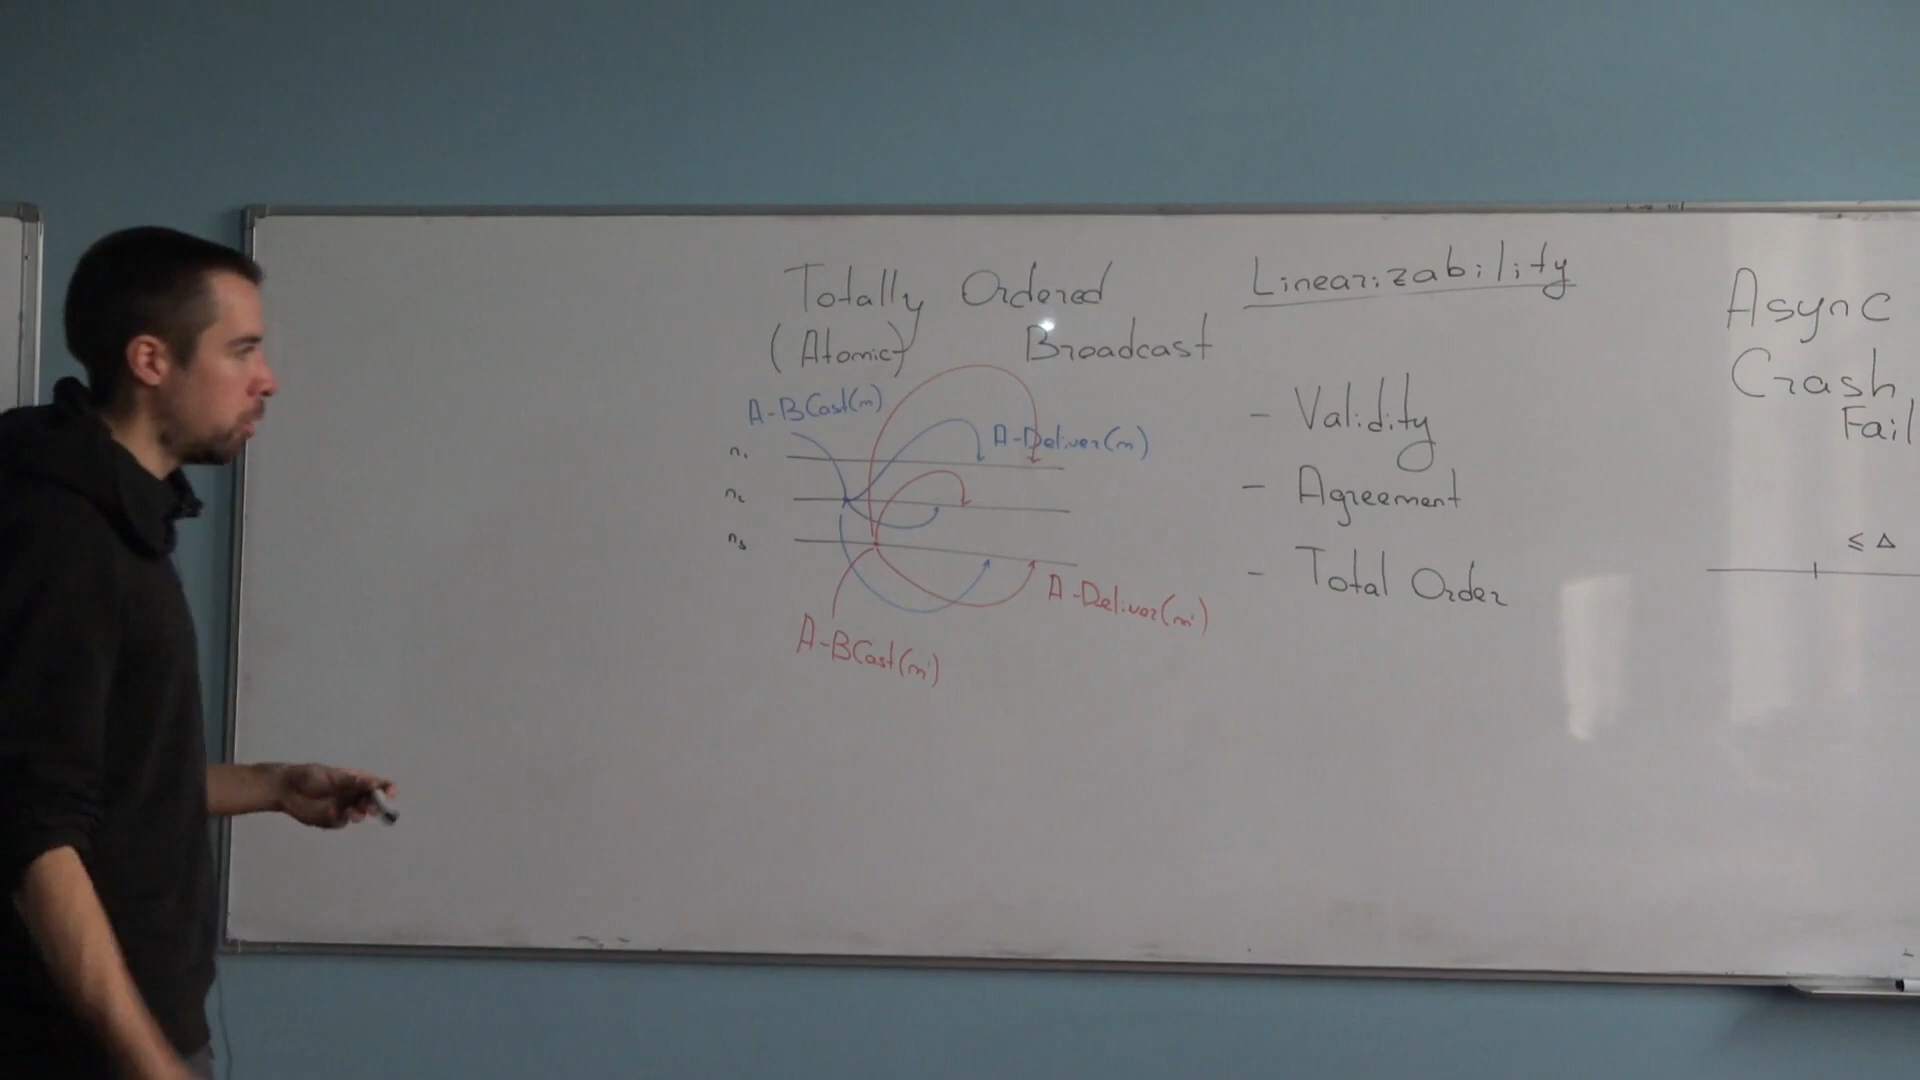 Totally Ordered
(Atomic) Broadcast
A-BCast(m)
A-Deliver(m)
n₁
n₂
n₃
A-Deliver(m')
A-BCast(m')
Linearizability
- Validity
- Agreement
- Total Order
Async
Crash
Fail
≤ Δ